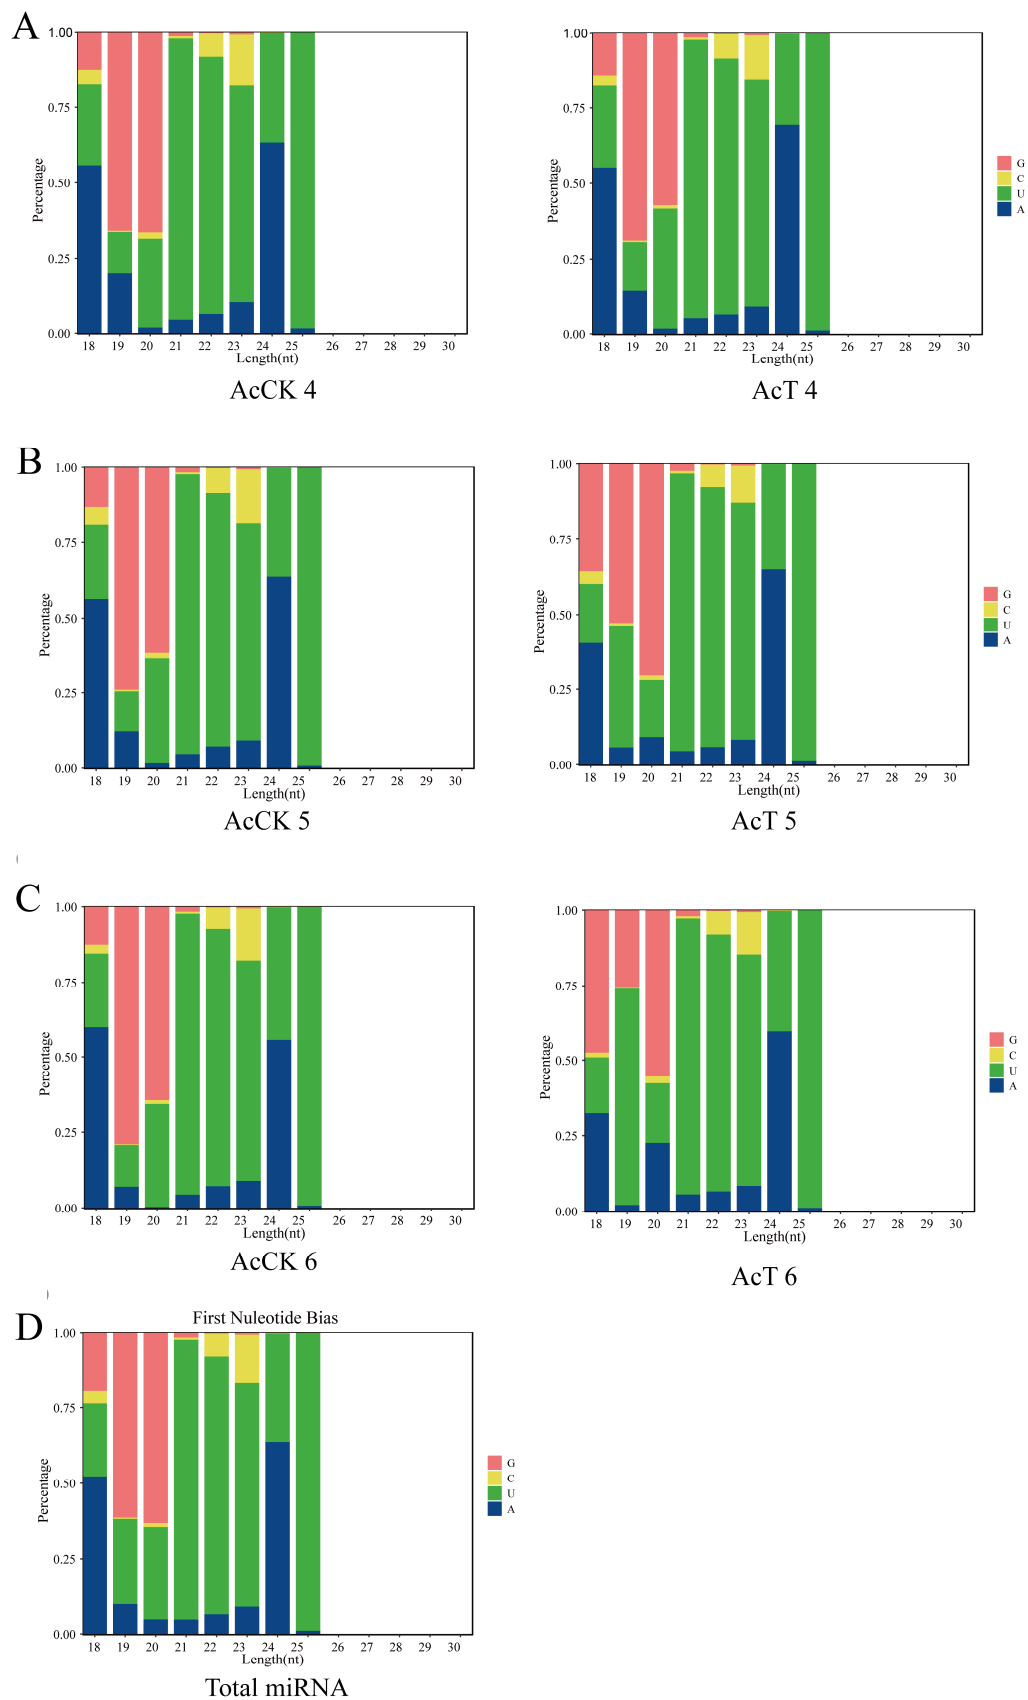 A
1.00
0.75
0.50
0.25
0.00
Percentage
18 19 20 21 22 23 24 25 26 27 28 29 30
Length(nt)
AcCK 4
1.00
0.75
0.50
0.25
0.00
Percentage
18 19 20 21 22 23 24 25 26 27 28 29 30
Length(nt)
AcT 4
G
C
U
A
B
1.00
0.75
0.50
0.25
0.00
Percentage
18 19 20 21 22 23 24 25 26 27 28 29 30
Length(nt)
AcCK 5
1.00
0.75
0.50
0.25
0.00
Percentage
18 19 20 21 22 23 24 25 26 27 28 29 30
Length(nt)
AcT 5
G
C
U
A
C
1.00
0.75
0.50
0.25
0.00
Percentage
18 19 20 21 22 23 24 25 26 27 28 29 30
Length(nt)
AcCK 6
1.00
0.75
0.50
0.25
0.00
Percentage
18 19 20 21 22 23 24 25 26 27 28 29 30
Length(nt)
AcT 6
G
C
U
A
D
First Nuleotide Bias
1.00
0.75
0.50
0.25
0.00
Percentage
18 19 20 21 22 23 24 25 26 27 28 29 30
Length(nt)
Total miRNA
G
C
U
A